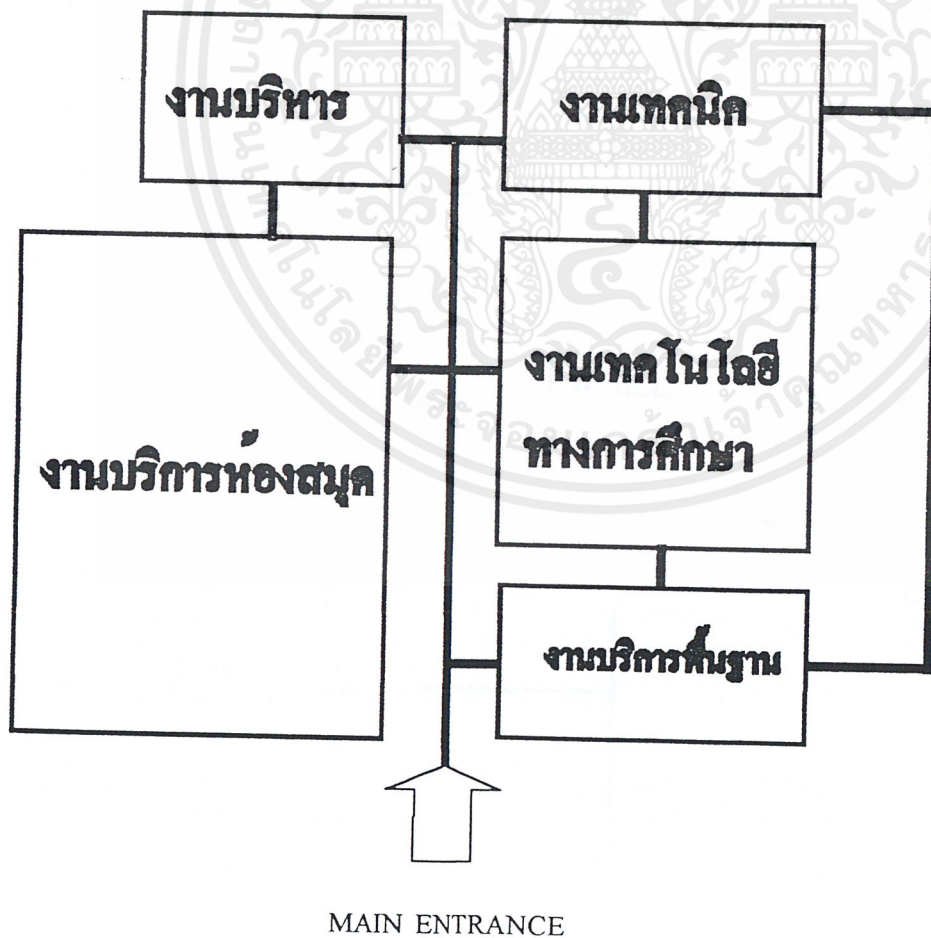 งานบริหาร
งานเทคนิค
งานเทคโนโลยี
ทางการศึกษา
งานบริการห้องสมุด
งานบริการพื้นฐาน
MAIN ENTRANCE